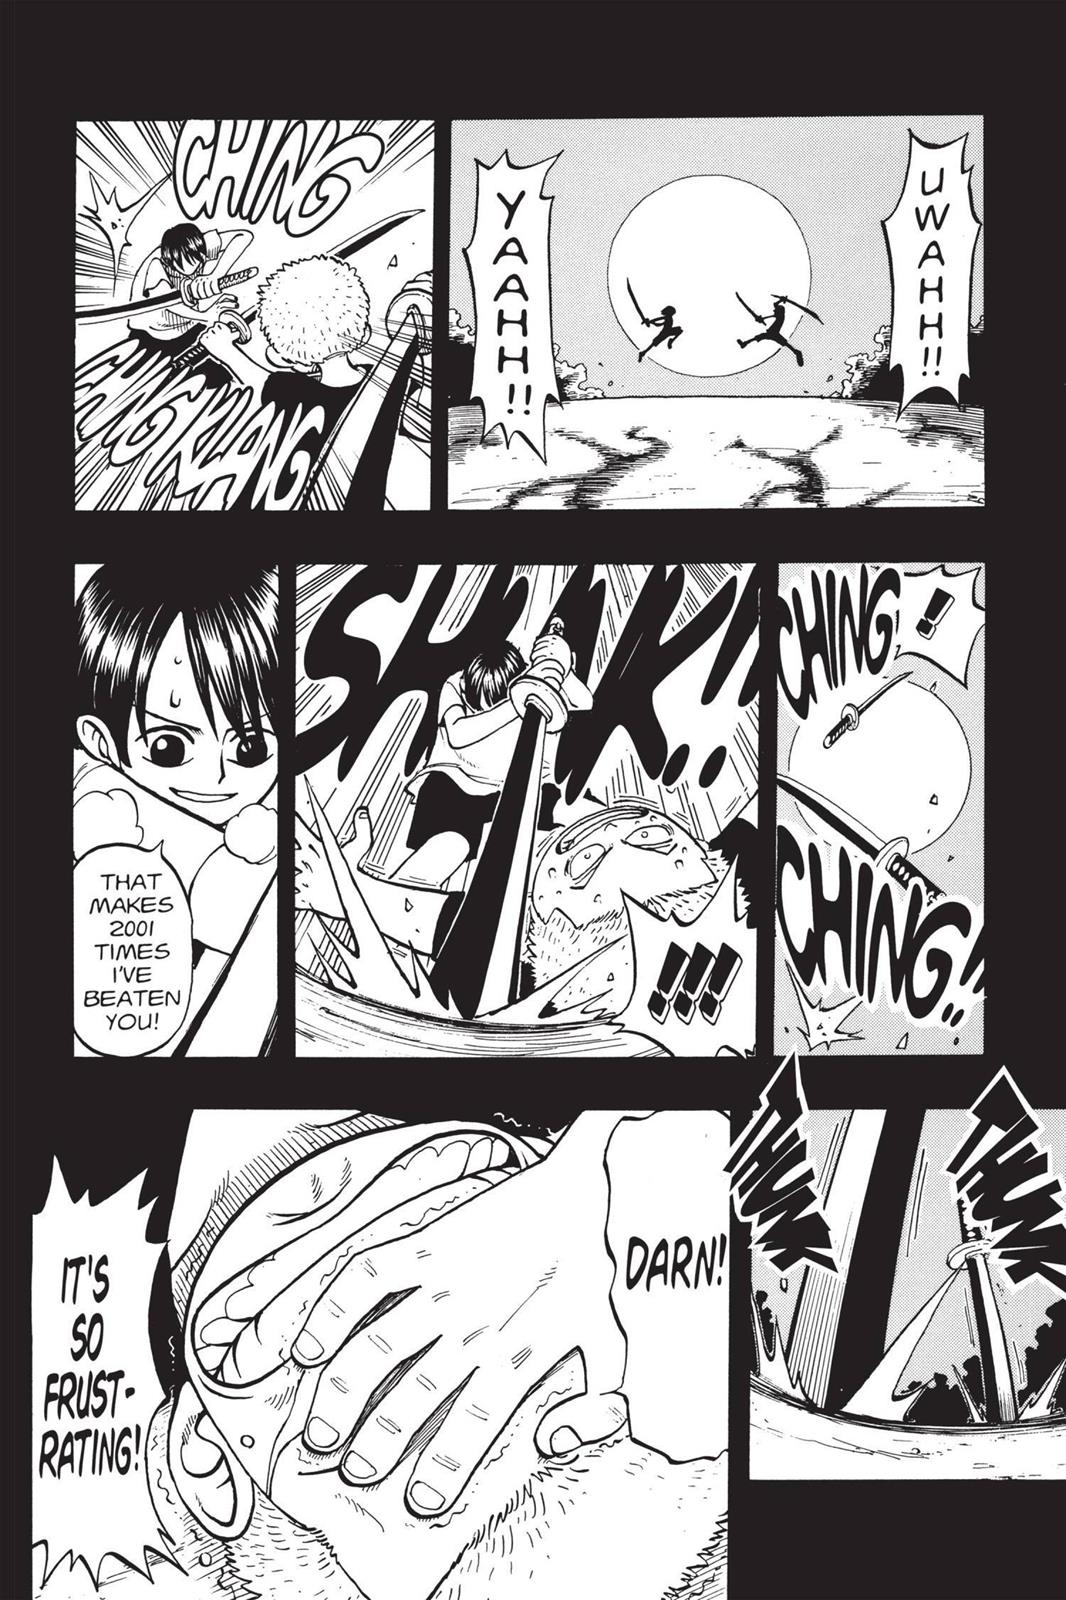 UWAHH!!
YAAHH!!
CHING
CHING
KLANG
CHING
!
CHING!!
SHAK!!
!!!
THAT
MAKES
2001
TIMES
I'VE
BEATEN
YOU!
THUNK
THUNK
DARN!
IT'S
SO
FRUST-
RATING!